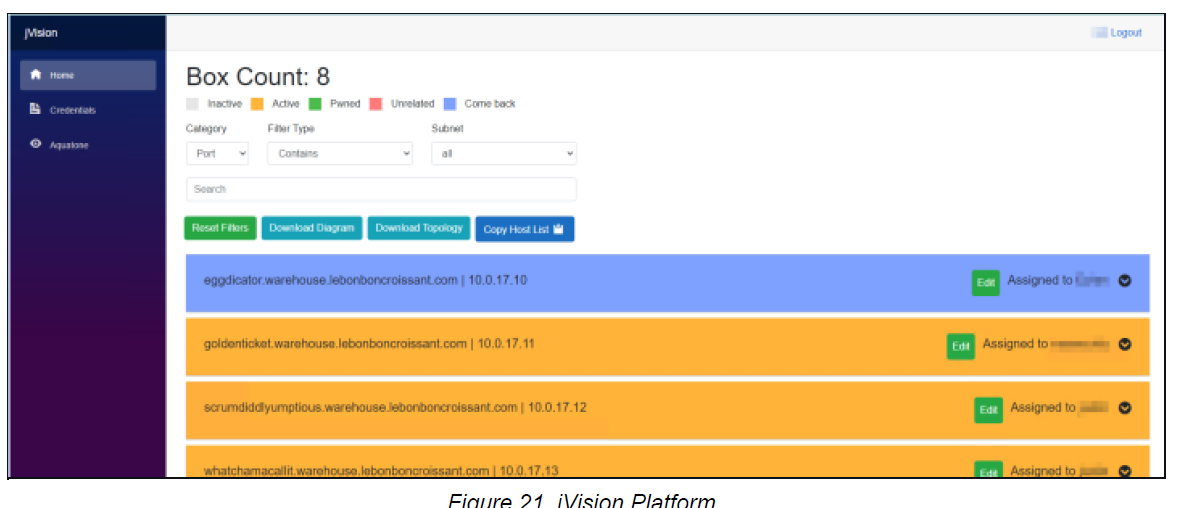 jVision
Logout
Home
Credentials
Aquatone
Box Count: 8
Inactive Active Pwned Unrelated Come back
Category Filter Type Subnet
Port Contains all
Search
Reset Filters Download Diagram Download Topology Copy Host List
eggdicator.warehouse.lebonboncroissant.com | 10.0.17.10 Edit Assigned to
goldenticket.warehouse.lebonboncroissant.com | 10.0.17.11 Edit Assigned to
scrumdiddlyumptious.warehouse.lebonboncroissant.com | 10.0.17.12 Edit Assigned to
whatchamacallit.warehouse.lebonboncroissant.com | 10.0.17.13 Edit Assigned to
Figure 21. jVision Platform